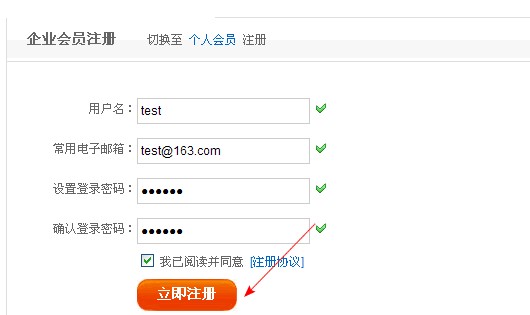 企业会员注册 切换至 个人会员 注册
用户名： test
常用电子邮箱： test@163.com
设置登录密码： ●●●●●●
确认登录密码： ●●●●●●
我已阅读并同意 [注册协议]
立即注册